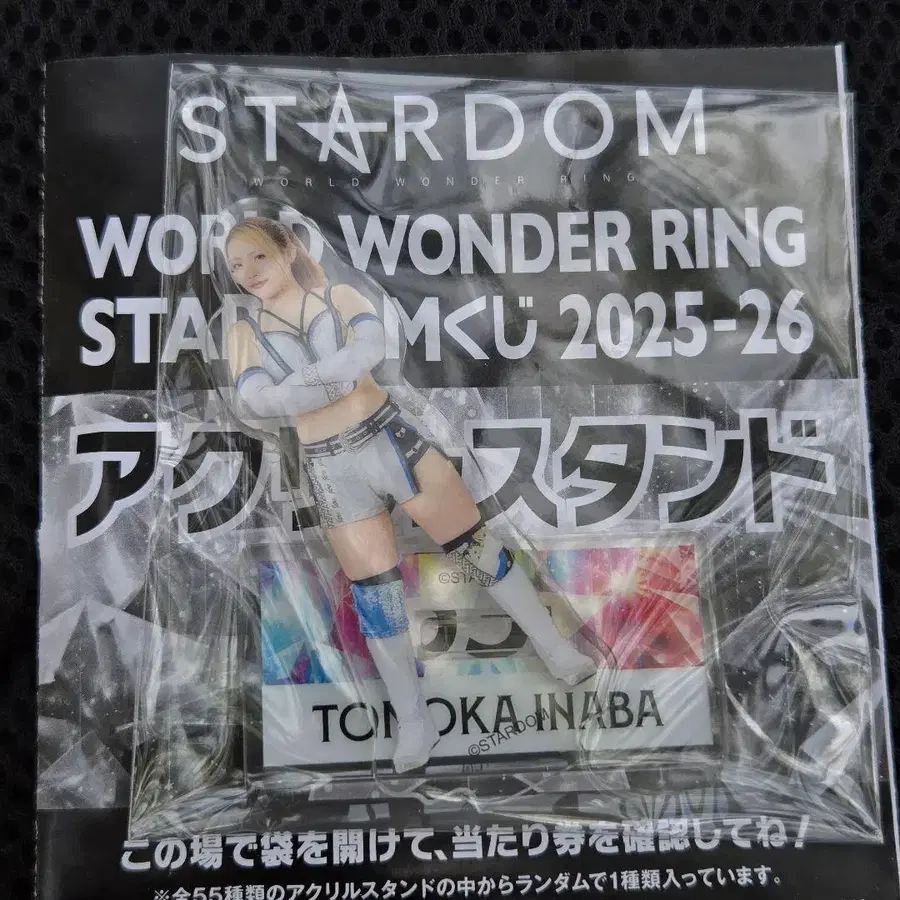 STARDOM
WORLD WONDER RING
WORLD WONDER RING
STARDOMくじ 2025-26
アクリルスタンド
©STARDOM
TOMOKA INABA
©STARDOM
この場で袋を開けて、当たり券を確認してね!
※全55種類のアクリルスタンドの中からランダムで1種類入っています。